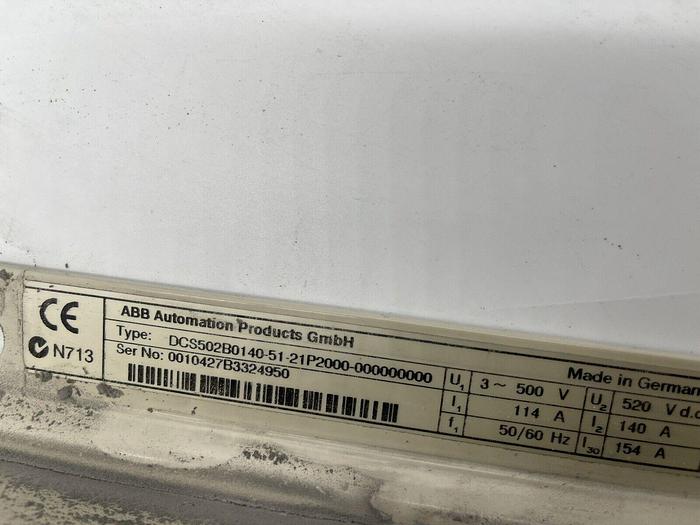 CE
N713
ABB Automation Products GmbH
Type: DCS502B0140-51-21P2000-000000000
Ser No: 0010427B3324950
Made in German
U₁ 3~ 500 V U₂ 520 V d.c
I₁ 114 A I₂ 140 A
f₁ 50/60 Hz I₃₀ 154 A